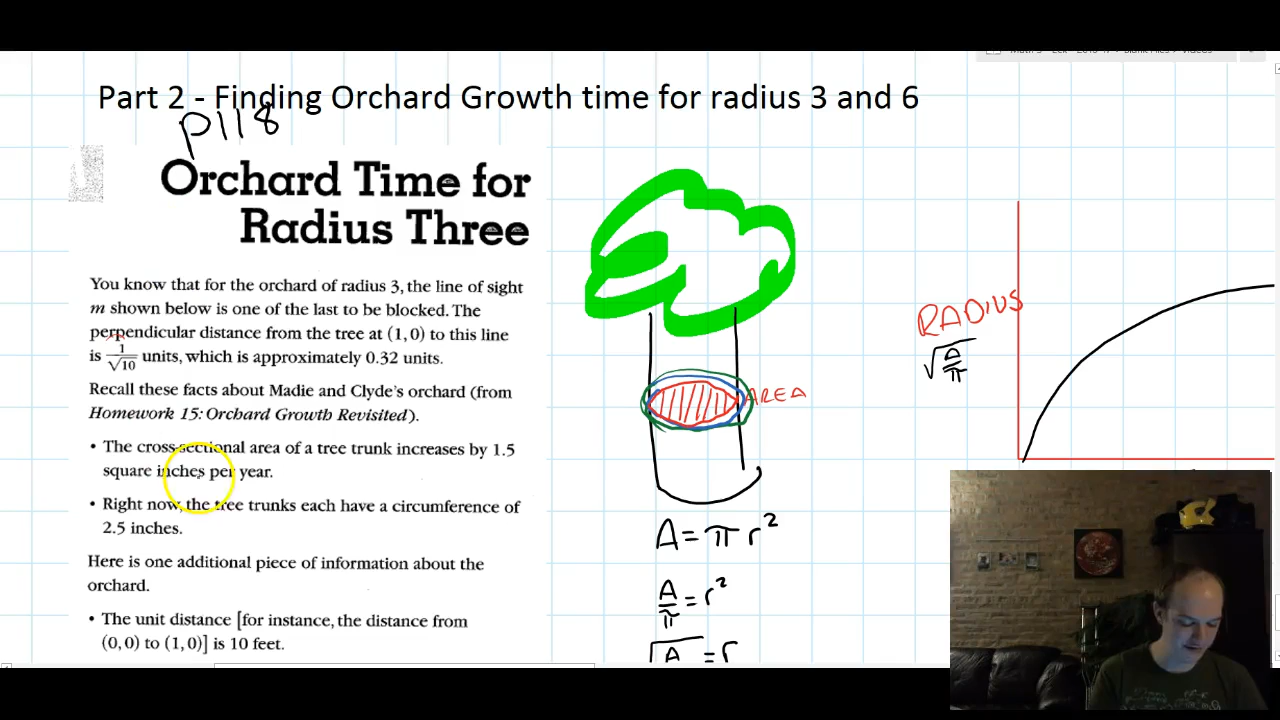 Part 2 - Finding Orchard Growth time for radius 3 and 6
p118
Orchard Time for
Radius Three
You know that for the orchard of radius 3, the line of sight
m shown below is one of the last to be blocked. The
perpendicular distance from the tree at (1, 0) to this line
is 1/√10 units, which is approximately 0.32 units.
Recall these facts about Madie and Clyde's orchard (from
Homework 15: Orchard Growth Revisited).
• The cross-sectional area of a tree trunk increases by 1.5
square inches per year.
• Right now, the tree trunks each have a circumference of
2.5 inches.
Here is one additional piece of information about the
orchard.
• The unit distance [for instance, the distance from
(0, 0) to (1, 0)] is 10 feet.
AREA
A = π r²
A/π = r²
√A = r
RADIUS
√A/π